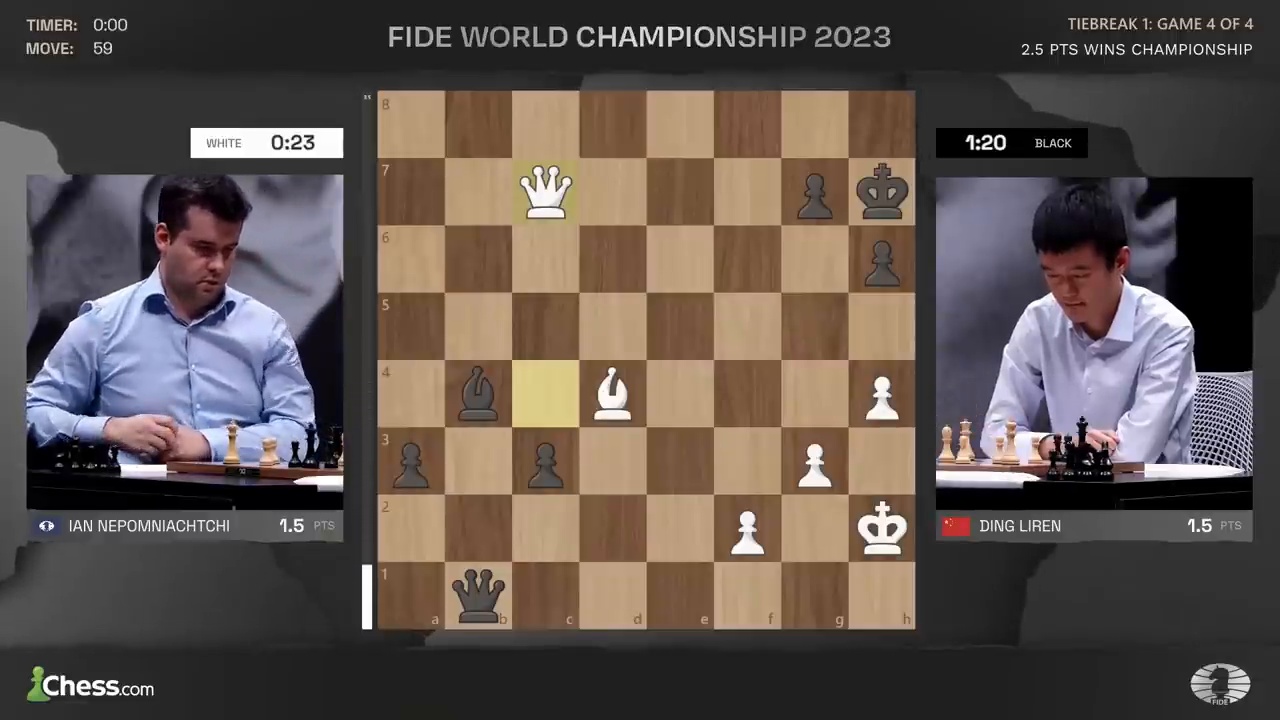 TIMER: 0:00
MOVE: 59
FIDE WORLD CHAMPIONSHIP 2023
TIEBREAK 1: GAME 4 OF 4
2.5 PTS WINS CHAMPIONSHIP
WHITE 0:23
1:20 BLACK
8
7
6
5
4
3
2
1
a b c d e f g h
IAN NEPOMNIACHTCHI 1.5 PTS
DING LIREN 1.5 PTS
Chess.com
FIDE